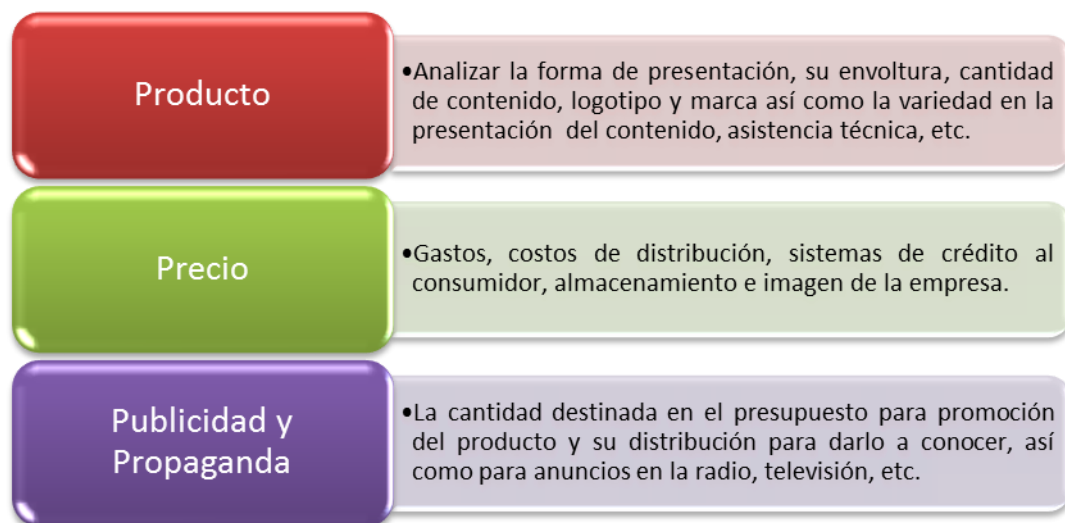 Producto
•Analizar la forma de presentación, su envoltura, cantidad
de contenido, logotipo y marca así como la variedad en la
presentación del contenido, asistencia técnica, etc.
Precio
•Gastos, costos de distribución, sistemas de crédito al
consumidor, almacenamiento e imagen de la empresa.
Publicidad y
Propaganda
•La cantidad destinada en el presupuesto para promoción
del producto y su distribución para darlo a conocer, así
como para anuncios en la radio, televisión, etc.